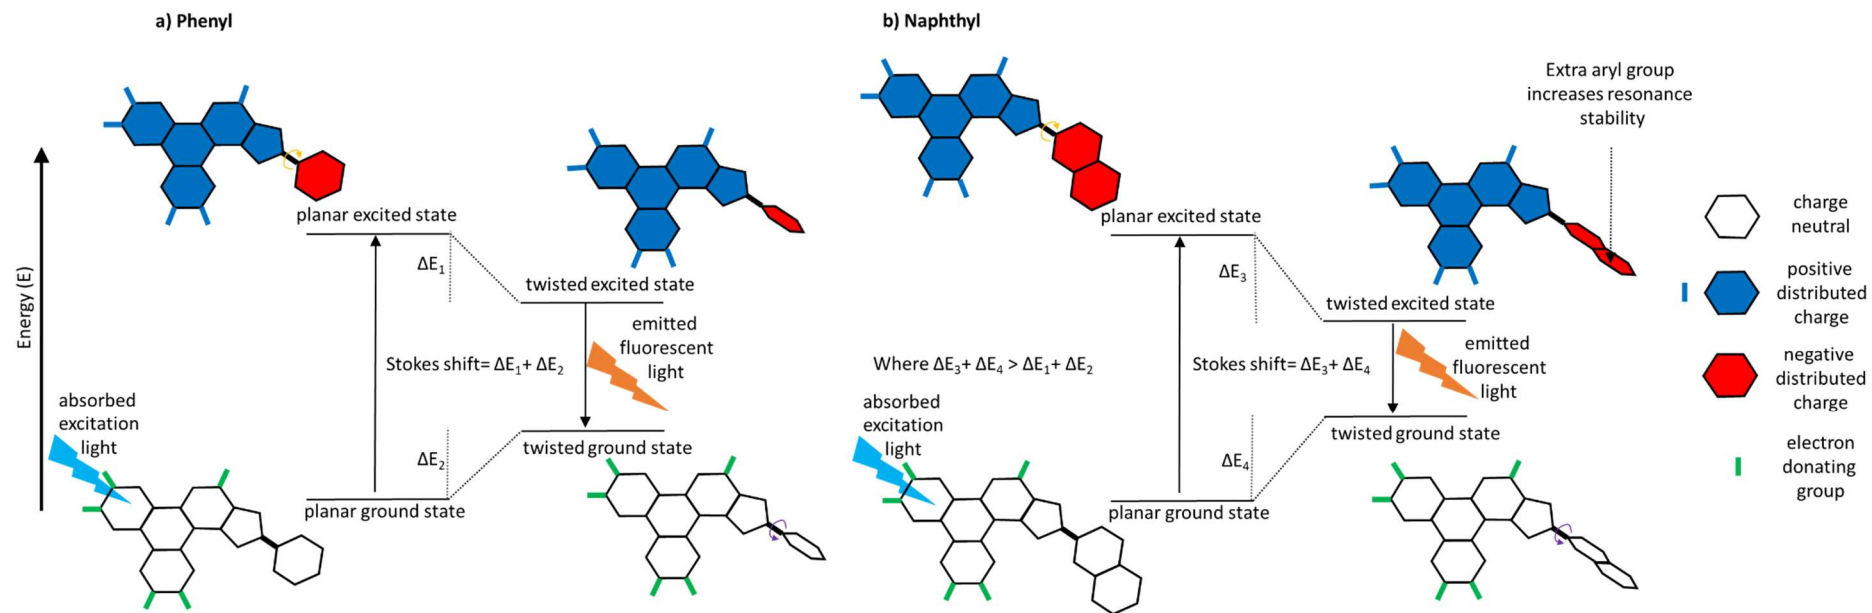 a) Phenyl
Energy (E)
planar excited state
ΔE₁
twisted excited state
emitted
fluorescent
light
Stokes shift= ΔE₁+ ΔE₂
absorbed
excitation
light
ΔE₂
twisted ground state
planar ground state
b) Naphthyl
Extra aryl group
increases resonance
stability
planar excited state
ΔE₃
twisted excited state
emitted
fluorescent
light
Where ΔE₃+ ΔE₄ > ΔE₁+ ΔE₂
Stokes shift= ΔE₃+ ΔE₄
absorbed
excitation
light
ΔE₄
twisted ground state
planar ground state
charge
neutral
positive
distributed
charge
negative
distributed
charge
electron
donating
group